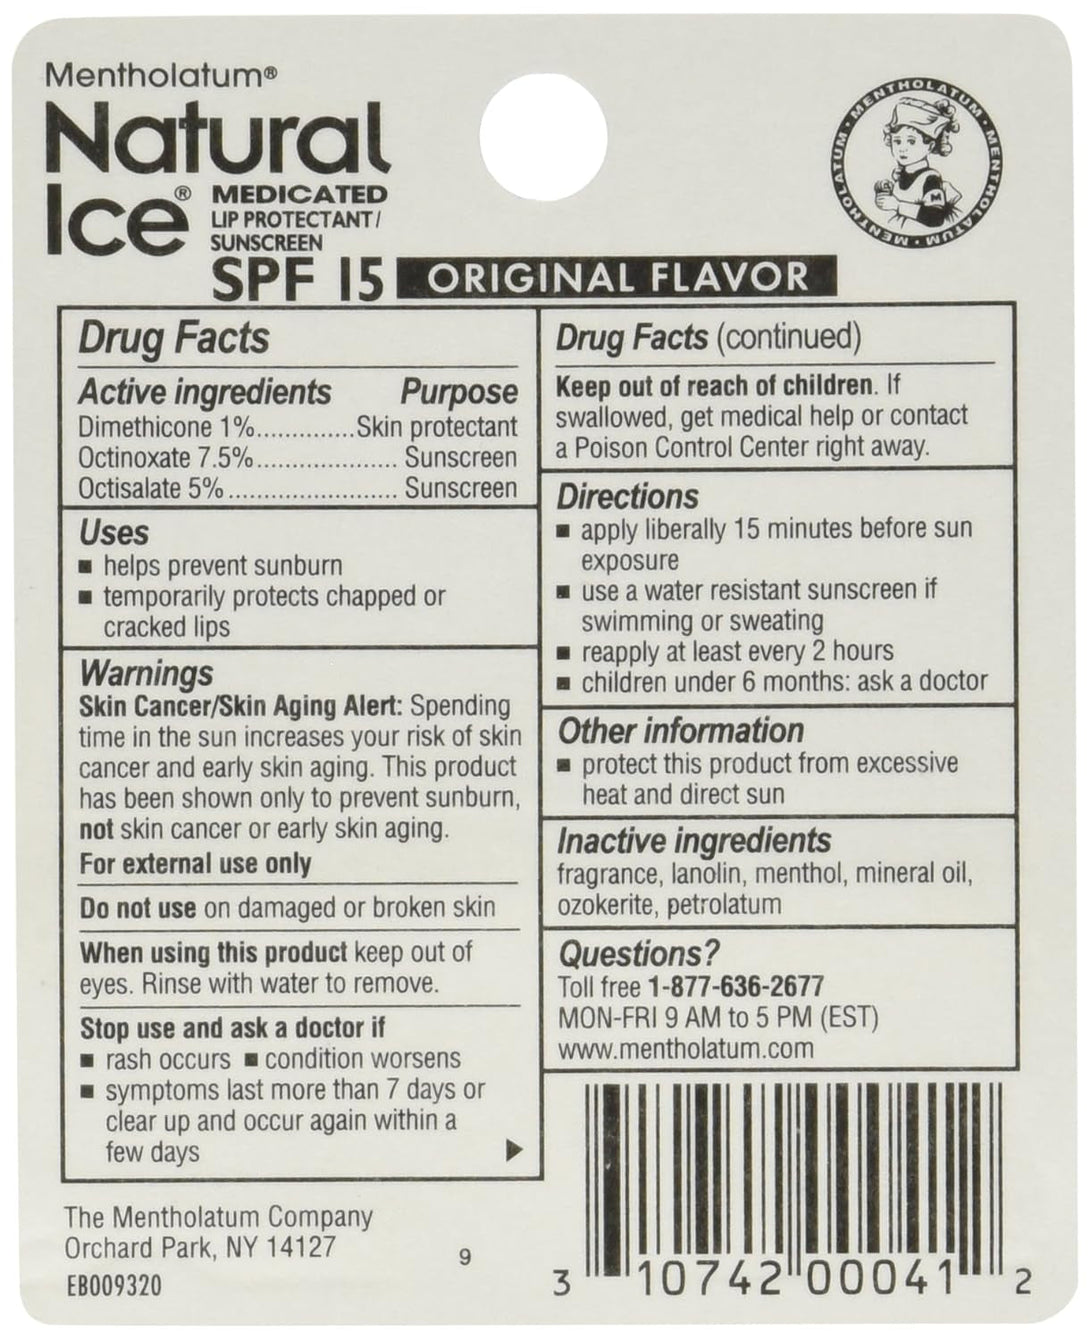 Mentholatum®
Natural
Ice® MEDICATED
LIP PROTECTANT/
SUNSCREEN
SPF 15 ORIGINAL FLAVOR
MENTHOLATUM • MENTHOLATUM • MENTHOLATUM • MENTHOLATUM •
M
Drug Facts
Active ingredients Purpose
Dimethicone 1%..............Skin protectant
Octinoxate 7.5%.................... Sunscreen
Octisalate 5%........................ Sunscreen
Uses
■ helps prevent sunburn
■ temporarily protects chapped or
cracked lips
Warnings
Skin Cancer/Skin Aging Alert: Spending
time in the sun increases your risk of skin
cancer and early skin aging. This product
has been shown only to prevent sunburn,
not skin cancer or early skin aging.
For external use only
Do not use on damaged or broken skin
When using this product keep out of
eyes. Rinse with water to remove.
Stop use and ask a doctor if
■ rash occurs ■ condition worsens
■ symptoms last more than 7 days or
clear up and occur again within a
few days
Drug Facts (continued)
Keep out of reach of children. If
swallowed, get medical help or contact
a Poison Control Center right away.
Directions
■ apply liberally 15 minutes before sun
exposure
■ use a water resistant sunscreen if
swimming or sweating
■ reapply at least every 2 hours
■ children under 6 months: ask a doctor
Other information
■ protect this product from excessive
heat and direct sun
Inactive ingredients
fragrance, lanolin, menthol, mineral oil,
ozokerite, petrolatum
Questions?
Toll free 1-877-636-2677
MON-FRI 9 AM to 5 PM (EST)
www.mentholatum.com
The Mentholatum Company
Orchard Park, NY 14127
9
EB009320
3 10742 00041 2